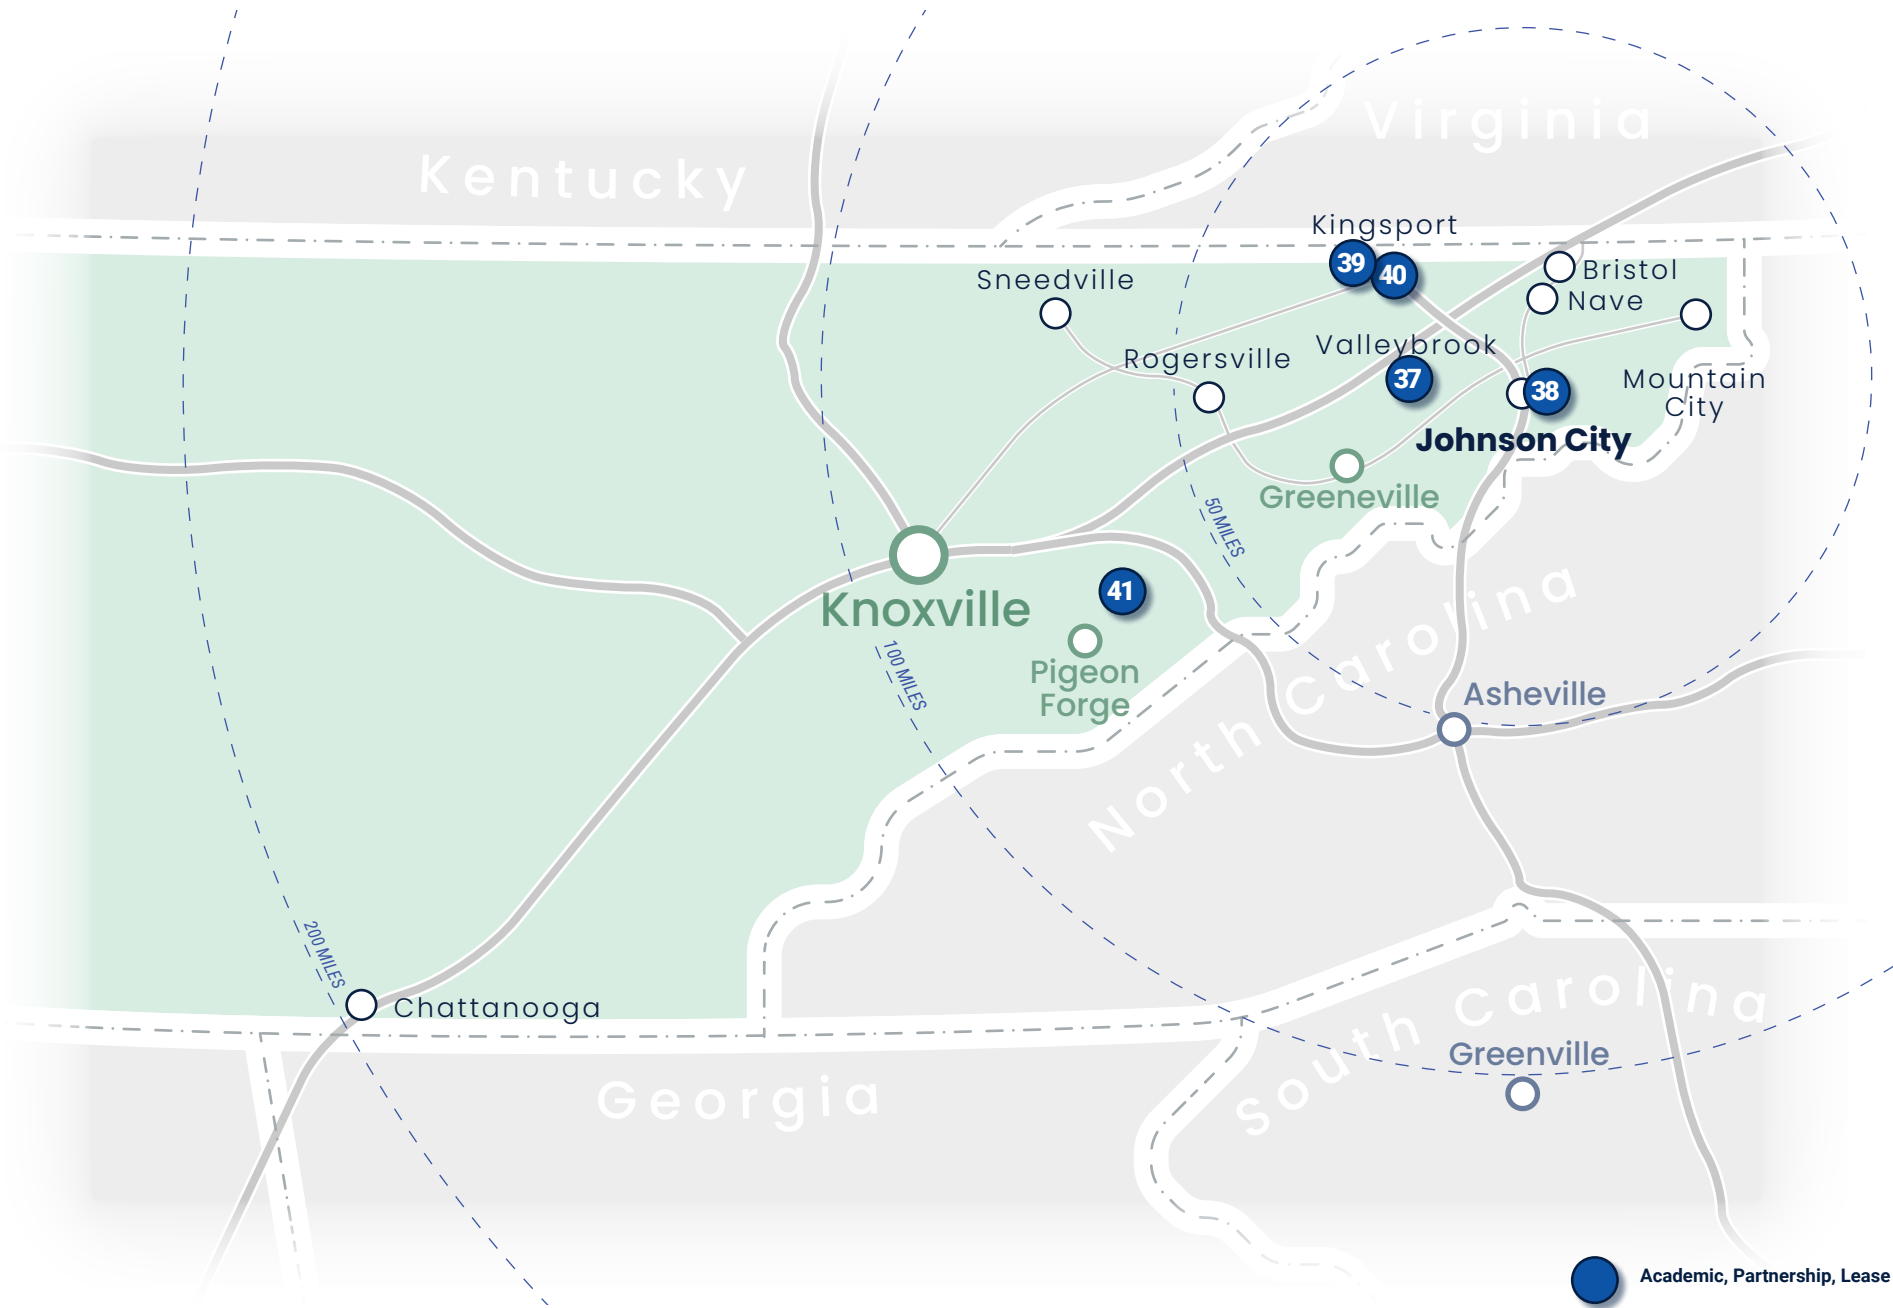 Virginia
Kentucky
Kingsport
39
40
Bristol
Sneedville
Nave
Valleybrook
Rogersville
37
38
Mountain
City
Johnson City
Greeneville
50 MILES
41
Knoxville
Pigeon
Forge
100 MILES
North Carolina
Asheville
200 MILES
Chattanooga
South Carolina
Greenville
Georgia
Academic, Partnership, Lease